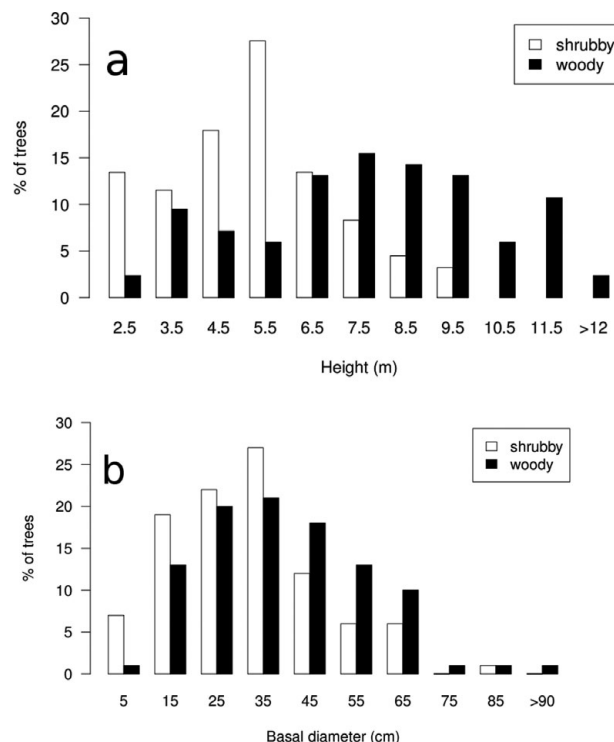 a
shrubby
woody
% of trees
30
25
20
15
10
5
0
2.5 3.5 4.5 5.5 6.5 7.5 8.5 9.5 10.5 11.5 >12
Height (m)
b
shrubby
woody
% of trees
30
25
20
15
10
5
0
5 15 25 35 45 55 65 75 85 >90
Basal diameter (cm)